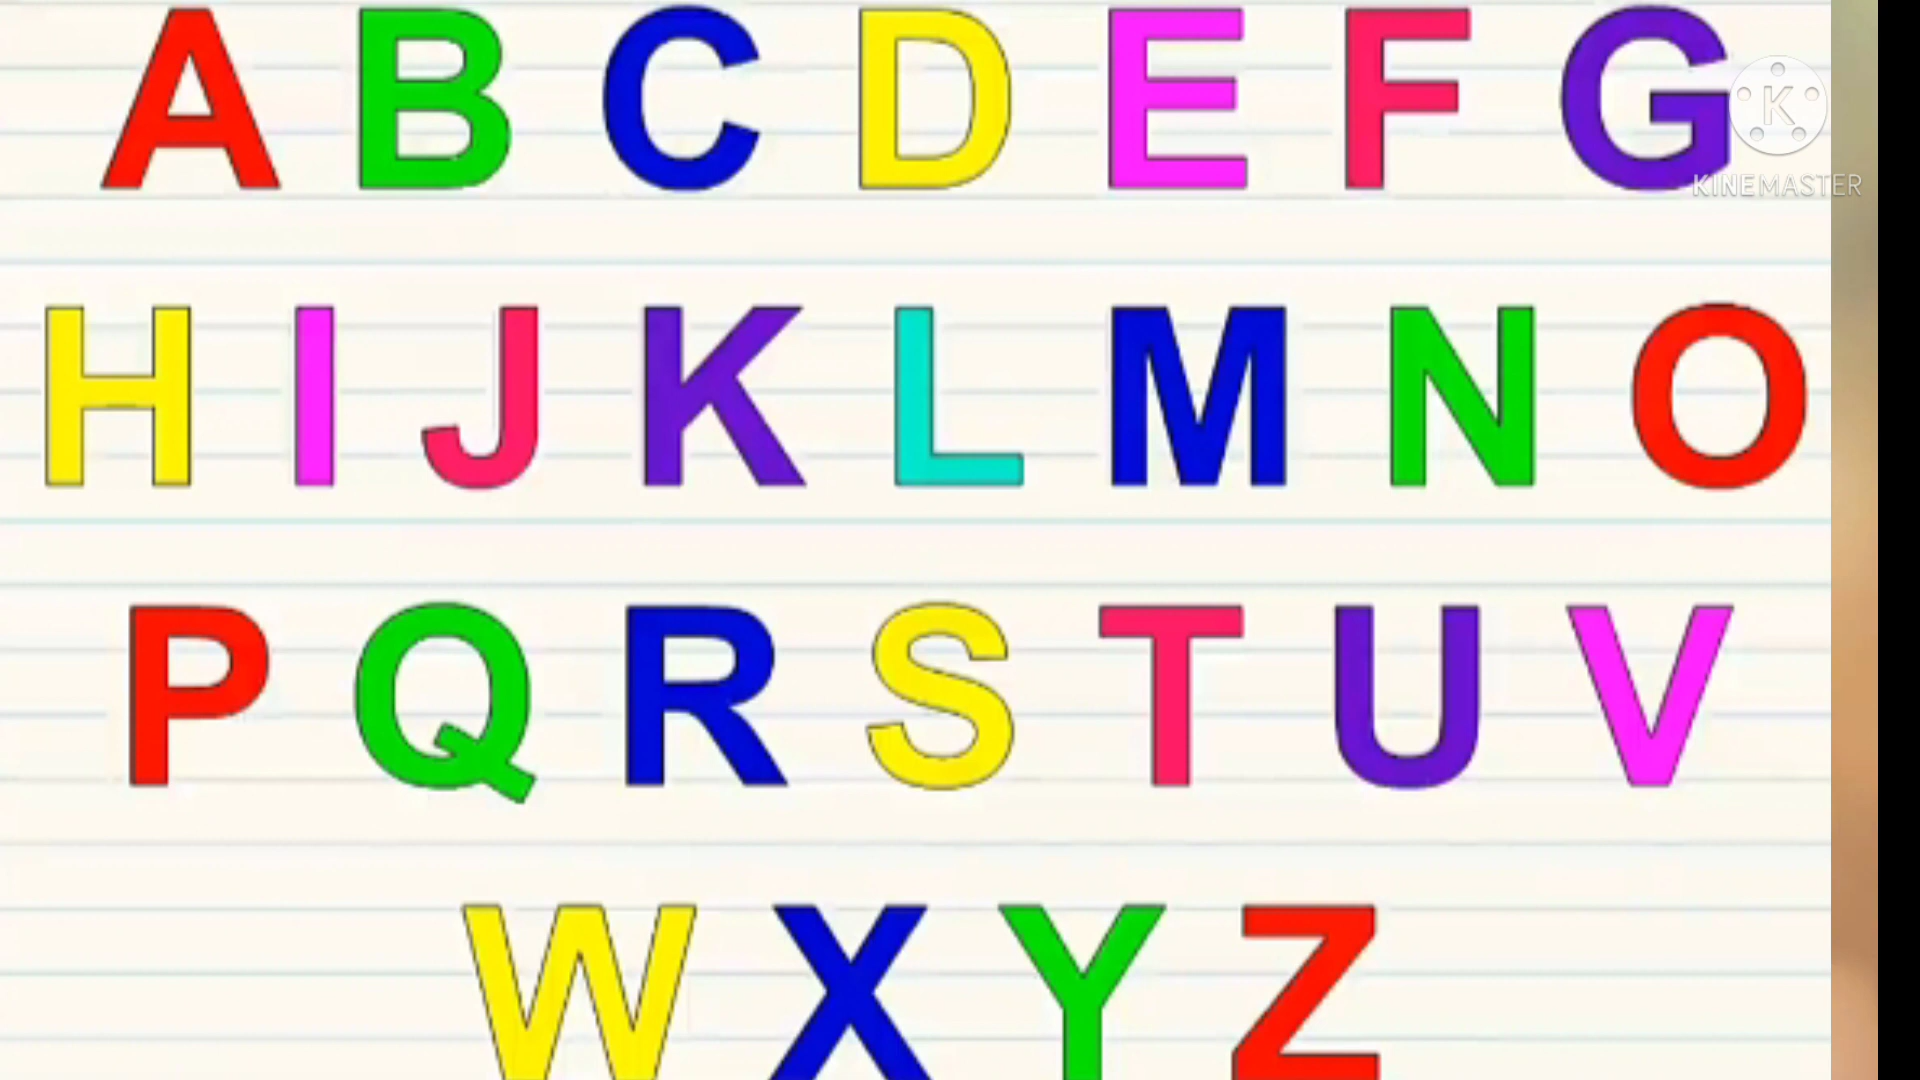 A B C D E F G
K
KINEMASTER
H I J K L M N O
P Q R S T U V
W X Y Z